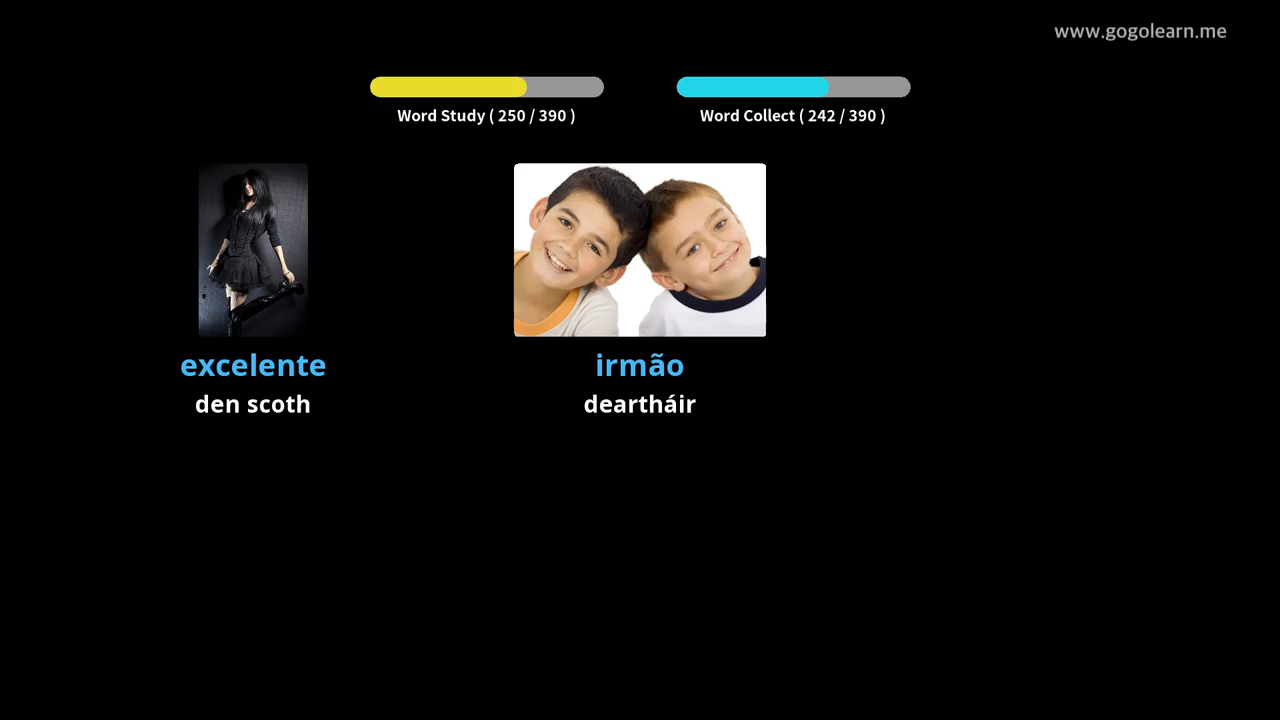 www.gogolearn.me
Word Study ( 250 / 390 )
Word Collect ( 242 / 390 )
excelente
den scoth
irmão
deartháir